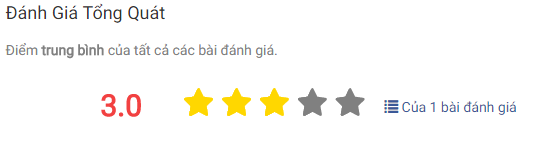 Đánh Giá Tổng Quát
Điểm trung bình của tất cả các bài đánh giá.
3.0 Của 1 bài đánh giá